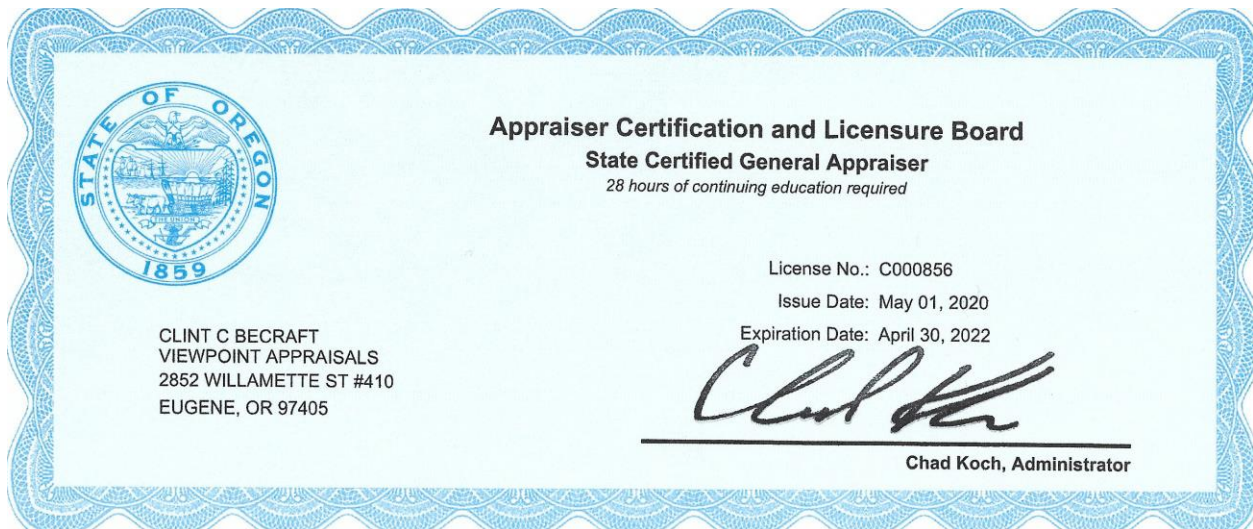 STATE OF OREGON
1859
THE UNION
Appraiser Certification and Licensure Board
State Certified General Appraiser
28 hours of continuing education required
License No.: C000856
Issue Date: May 01, 2020
Expiration Date: April 30, 2022
CLINT C BECRAFT
VIEWPOINT APPRAISALS
2852 WILLAMETTE ST #410
EUGENE, OR 97405
Chad Koch, Administrator